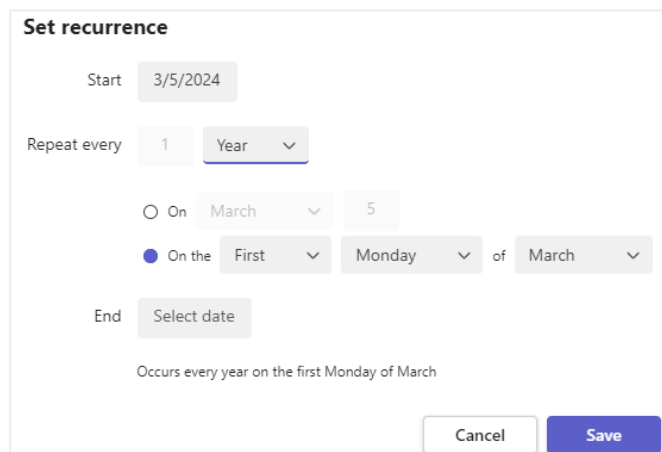 Set recurrence
Start 3/5/2024
Repeat every 1 Year
On March 5
On the First Monday of March
End Select date
Occurs every year on the first Monday of March
Cancel Save